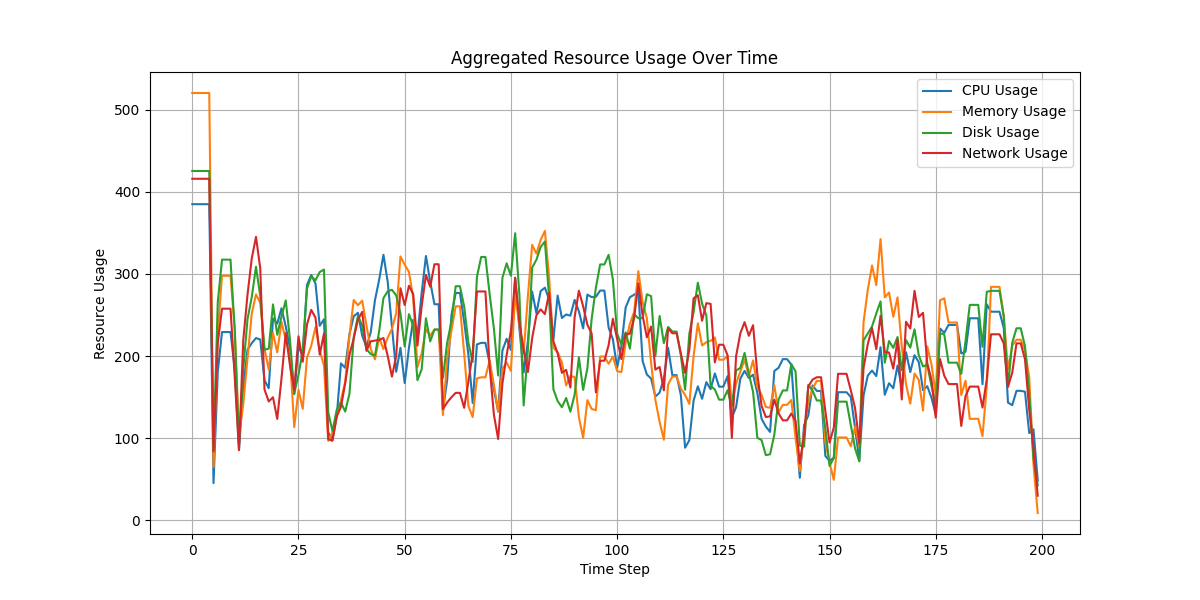 Aggregated Resource Usage Over Time
CPU Usage
Memory Usage
Disk Usage
Network Usage
500
400
300
200
100
0
Resource Usage
0 25 50 75 100 125 150 175 200
Time Step